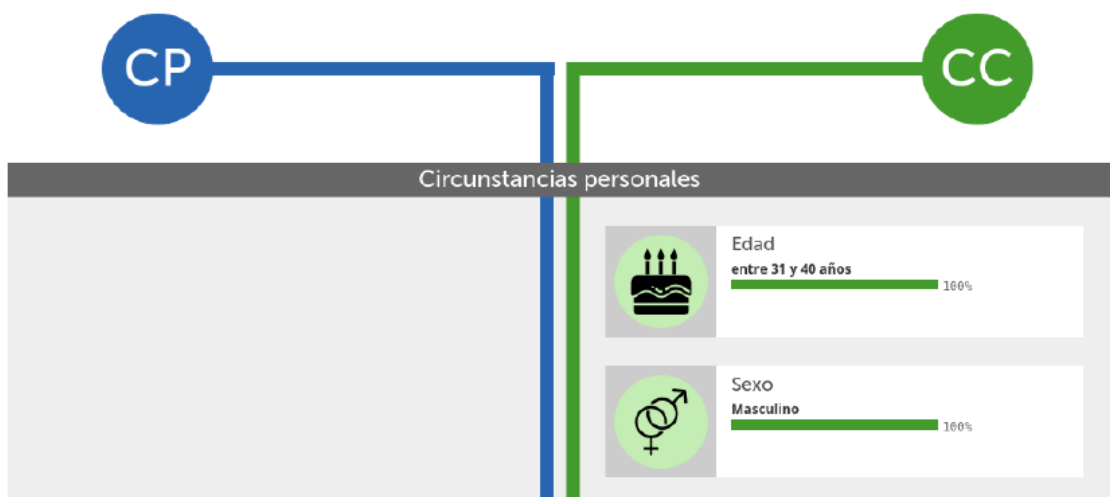 CP
CC
Circunstancias personales
Edad
entre 31 y 40 años
100%
Sexo
Masculino
100%